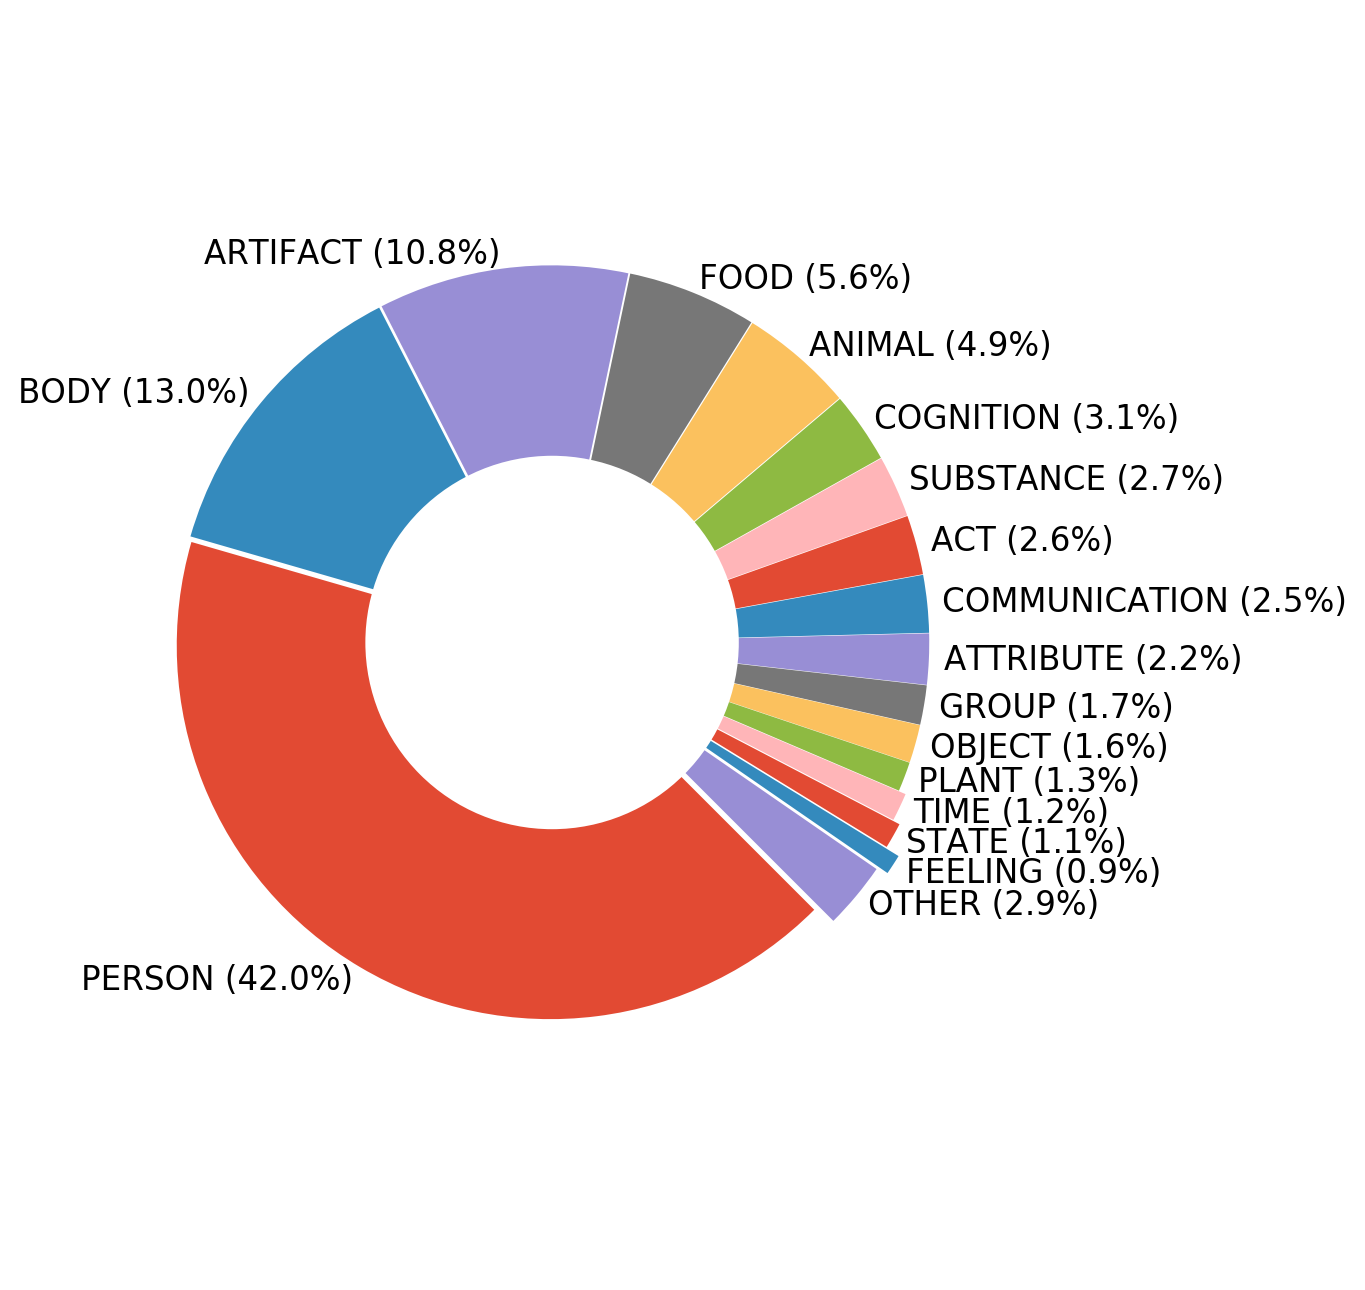 ARTIFACT (10.8%)
FOOD (5.6%)
ANIMAL (4.9%)
BODY (13.0%)
COGNITION (3.1%)
SUBSTANCE (2.7%)
ACT (2.6%)
COMMUNICATION (2.5%)
ATTRIBUTE (2.2%)
GROUP (1.7%)
OBJECT (1.6%)
PLANT (1.3%)
TIME (1.2%)
STATE (1.1%)
FEELING (0.9%)
OTHER (2.9%)
PERSON (42.0%)